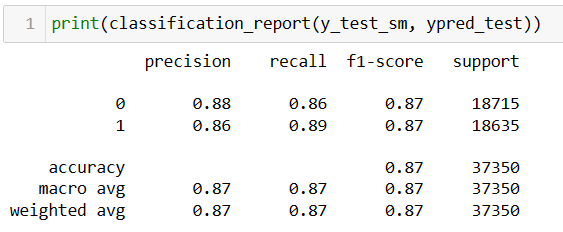 1 print(classification_report(y_test_sm, ypred_test))
precision recall f1-score support
0 0.88 0.86 0.87 18715
1 0.86 0.89 0.87 18635
accuracy 0.87 37350
macro avg 0.87 0.87 0.87 37350
weighted avg 0.87 0.87 0.87 37350